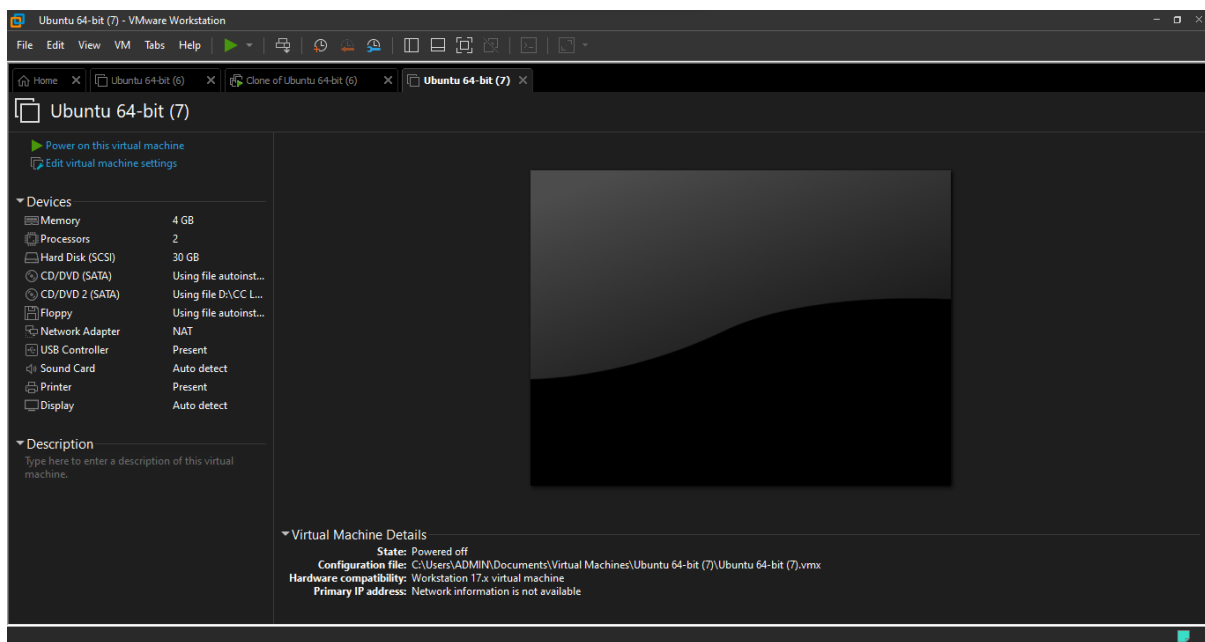 Ubuntu 64-bit (7) - VMware Workstation
File Edit View VM Tabs Help
Home Ubuntu 64-bit (6) Clone of Ubuntu 64-bit (6) Ubuntu 64-bit (7)
Ubuntu 64-bit (7)
Power on this virtual machine
Edit virtual machine settings
Devices
Memory 4 GB
Processors 2
Hard Disk (SCSI) 30 GB
CD/DVD (SATA) Using file autoinst...
CD/DVD 2 (SATA) Using file D:\CC L...
Floppy Using file autoinst...
Network Adapter NAT
USB Controller Present
Sound Card Auto detect
Printer Present
Display Auto detect
Description
Type here to enter a description of this virtual
machine.
Virtual Machine Details
State: Powered off
Configuration file: C:\Users\ADMIN\Documents\Virtual Machines\Ubuntu 64-bit (7)\Ubuntu 64-bit (7).vmx
Hardware compatibility: Workstation 17.x virtual machine
Primary IP address: Network information is not available